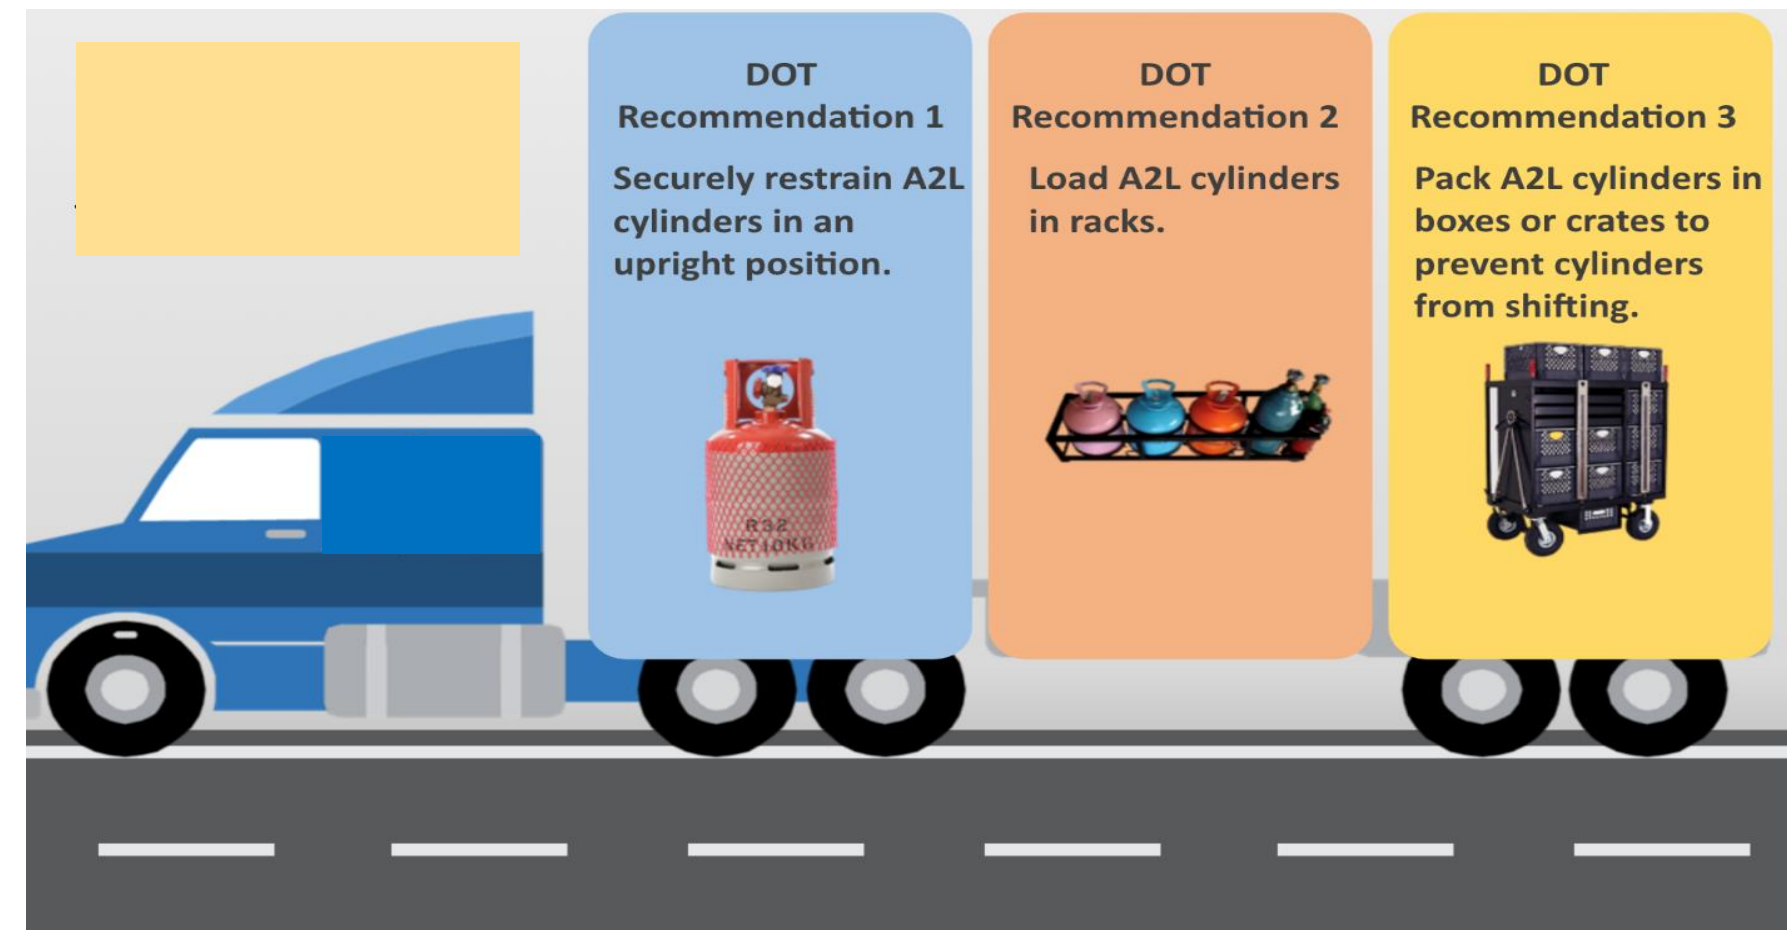 DOT
Recommendation 1
Securely restrain A2L
cylinders in an
upright position.
R32
NET10KG
DOT
Recommendation 2
Load A2L cylinders
in racks.
DOT
Recommendation 3
Pack A2L cylinders in
boxes or crates to
prevent cylinders
from shifting.